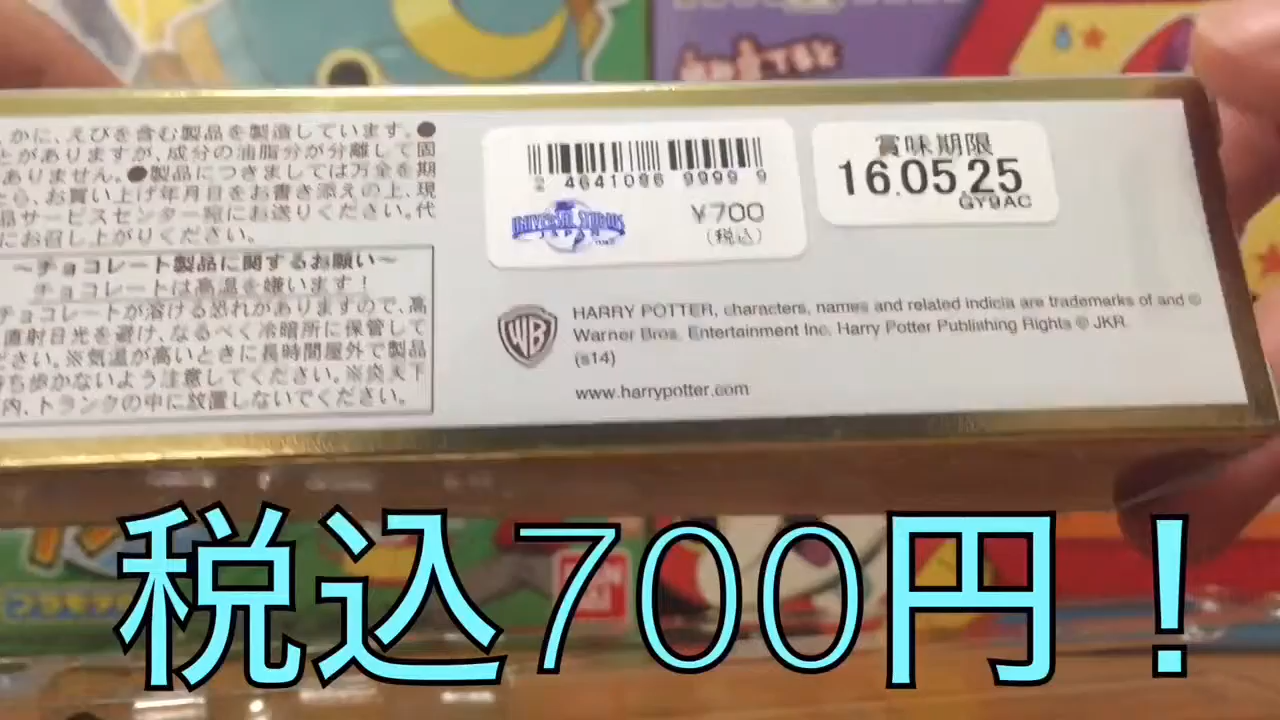 かに、えびを含む製品を製造しています。●
がありますが、成分の油脂分が分離して固
ありません。●製品につきましては万全を期
ら、お買い上げ年月日をお書き添えの上、現
品サービスセンター宛にお送りください。代
にお召し上がりください。
～チョコレート製品に関するお願い～
チョコレートは高温を嫌います！
チョコレートが溶ける恐れがありますので、高
直射日光を避け、なるべく冷暗所に保管して
ださい。※気温が高いときに長時間屋外で製品
持ち歩かないよう注意してください。※炎天下
内、トランクの中に放置しないでください。
2 4641086 9999 9
UNIVERSAL STUDIOS
JAPAN
¥700
(税込)
賞味期限
16.05.25
GY9AC
WB
HARRY POTTER, characters, names and related indicia are trademarks of and ©
Warner Bros. Entertainment Inc. Harry Potter Publishing Rights © JKR.
(s14)
www.harrypotter.com
税込700円！